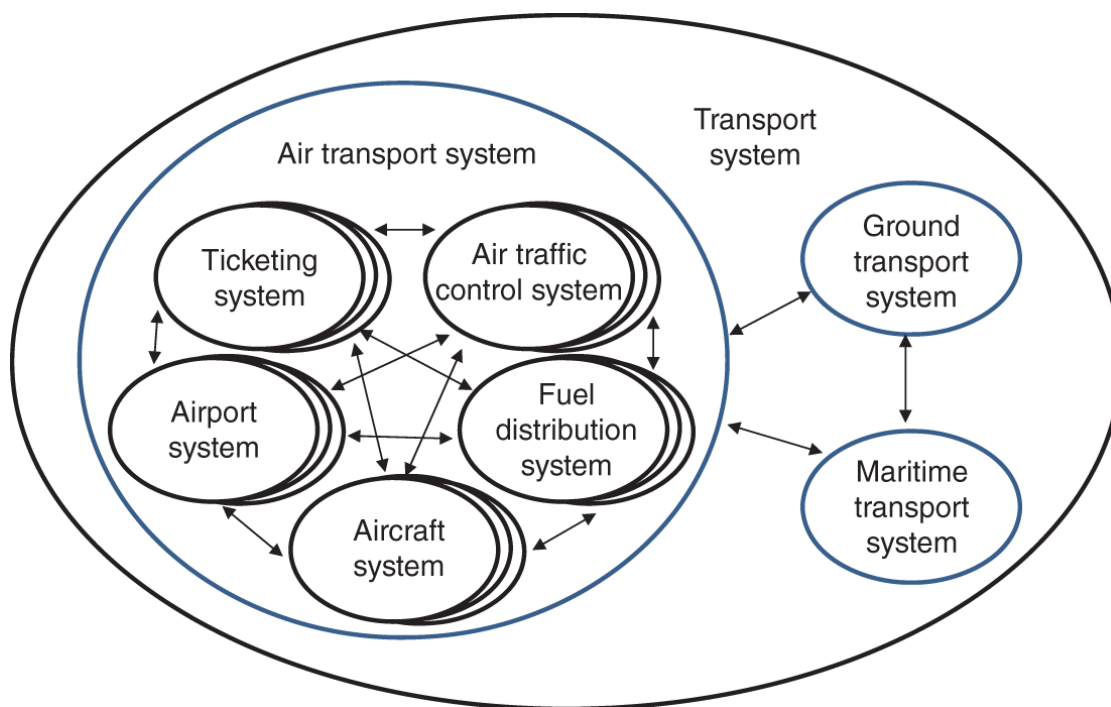 Transport
system
Air transport system
Ticketing
system
Air traffic
control system
Ground
transport
system
Airport
system
Fuel
distribution
system
Aircraft
system
Maritime
transport
system